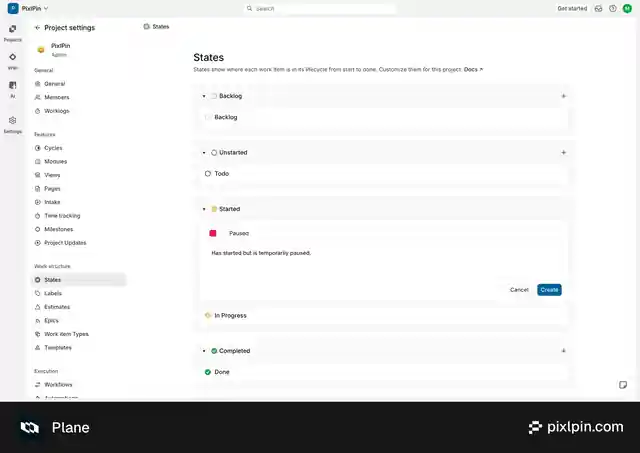 P PixlPin
Search
Get started
M
Projects
Wiki
AI
Settings
Project settings
PixlPin
Admin
General
General
Members
Worklogs
Features
Cycles
Modules
Views
Pages
Intake
Time tracking
Milestones
Project Updates
Work structure
States
Labels
Estimates
Epics
Work item Types
Templates
Execution
Workflows
Automations
States
States
States show where each work item is in its lifecycle from start to done. Customize them for this project. Docs ↗
Backlog +
Backlog
Unstarted +
Todo
Started
Paused
Has started but is temporarily paused.
Cancel Create
In Progress
Completed +
Done
Plane
pixlpin.com